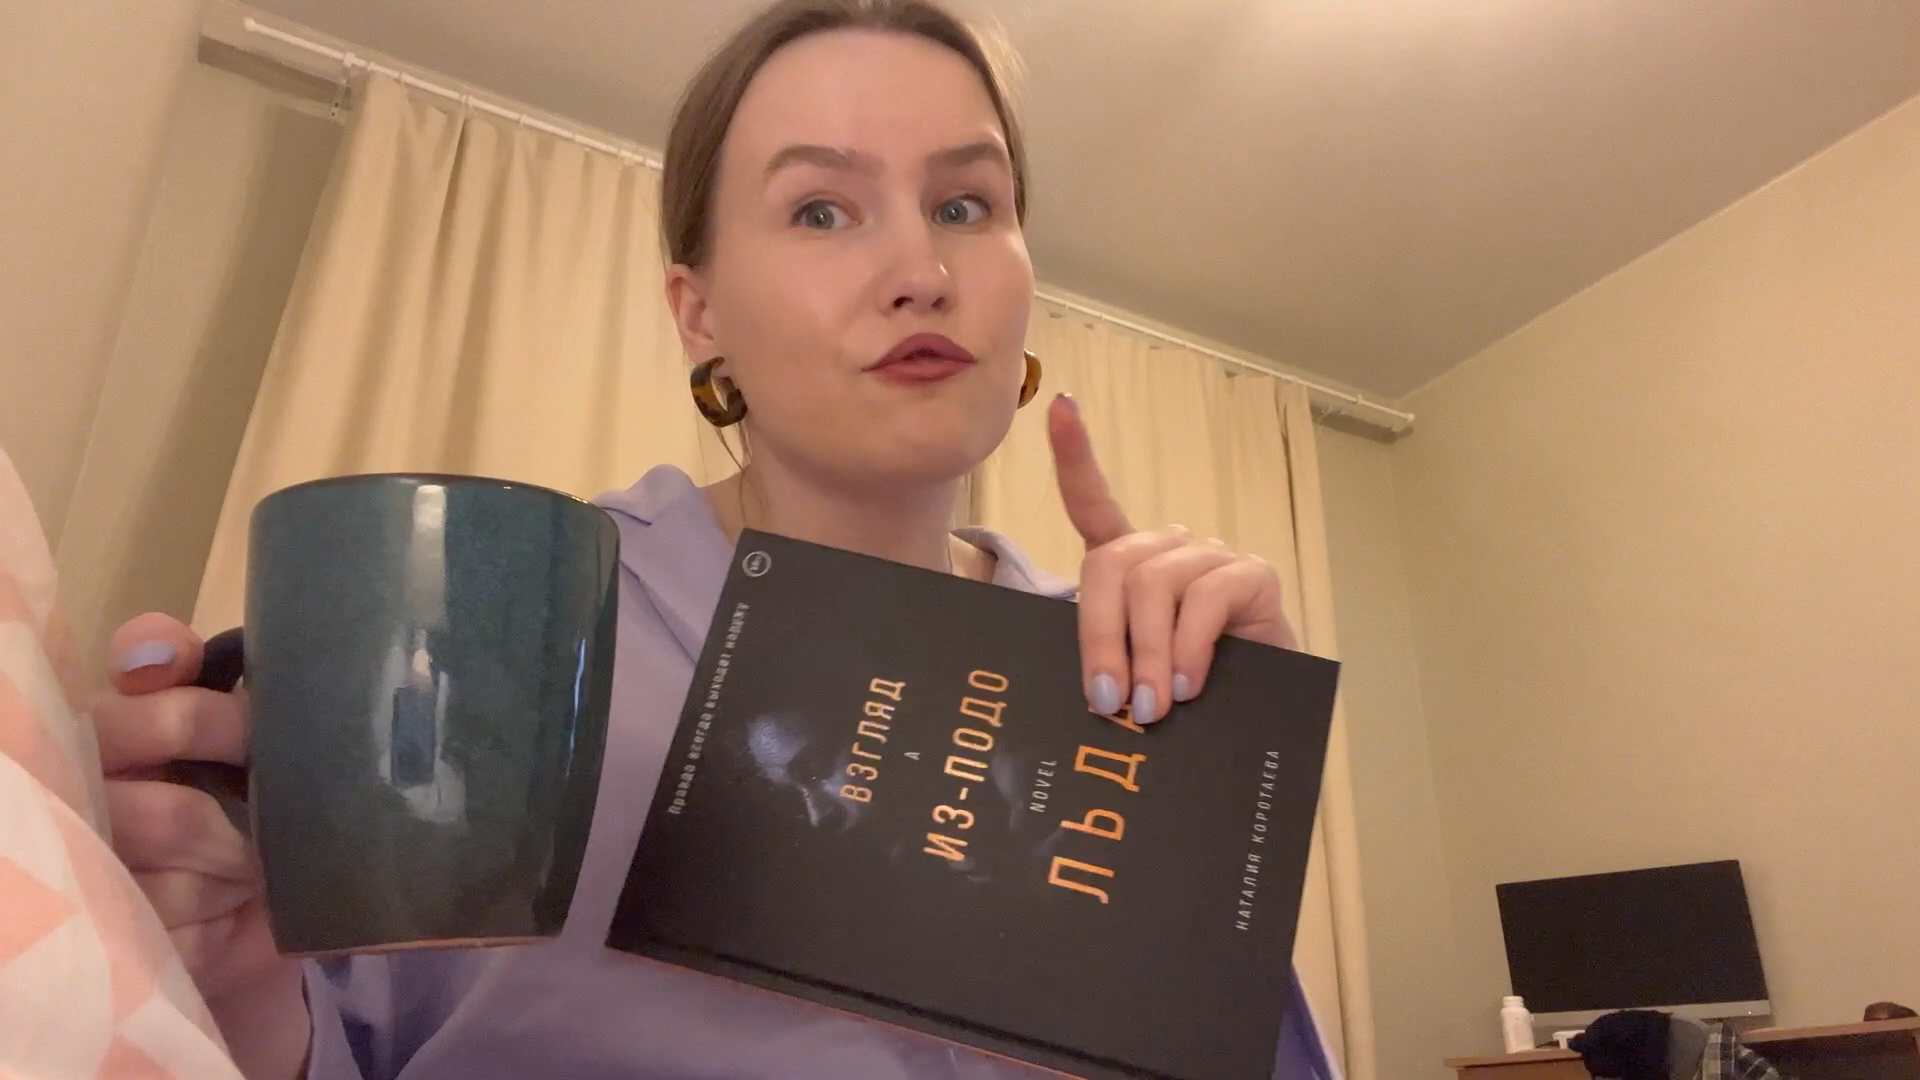 Правда всегда выходит наружу
ВЗГЛЯД
A
ИЗ-ПОДО
NOVEL
ЛЬДА
НАТАЛИЯ КОРОТАЕВА